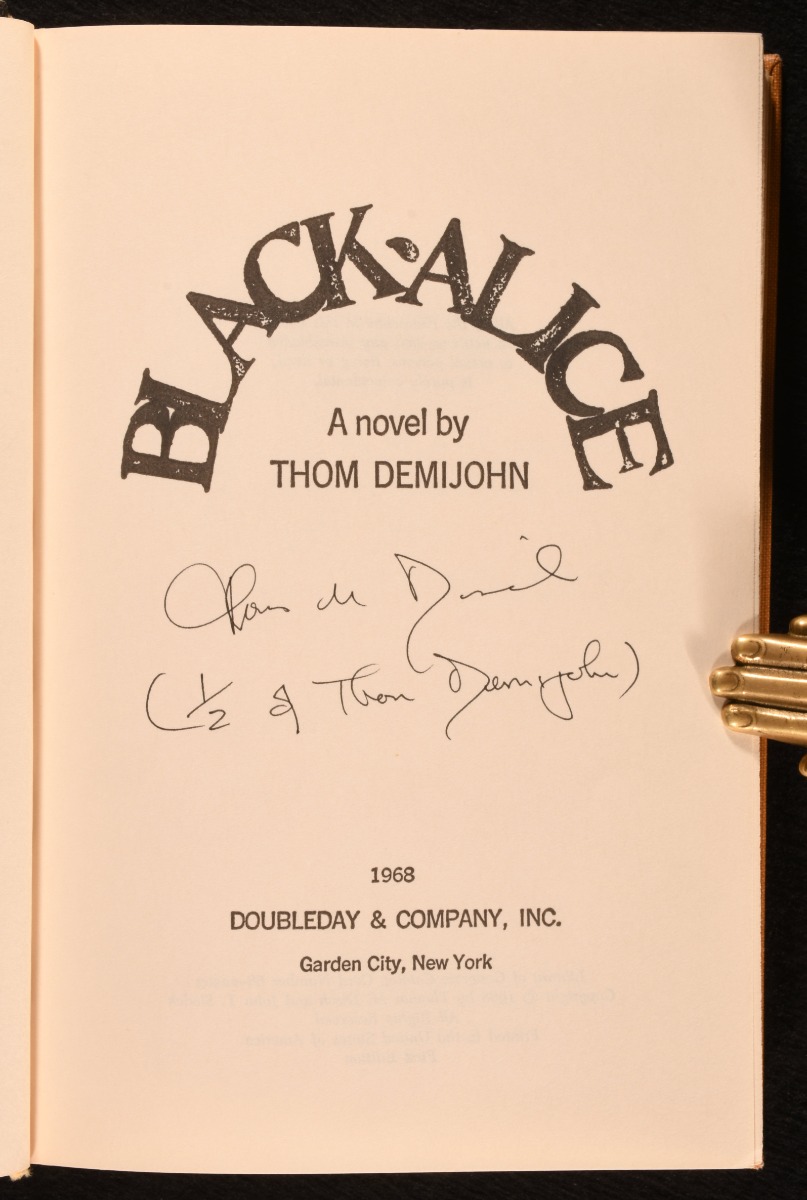 BLACK·ALICE
A novel by
THOM DEMIJOHN
(1/2 of Thom Demijohn)
1968
DOUBLEDAY & COMPANY, INC.
Garden City, New York